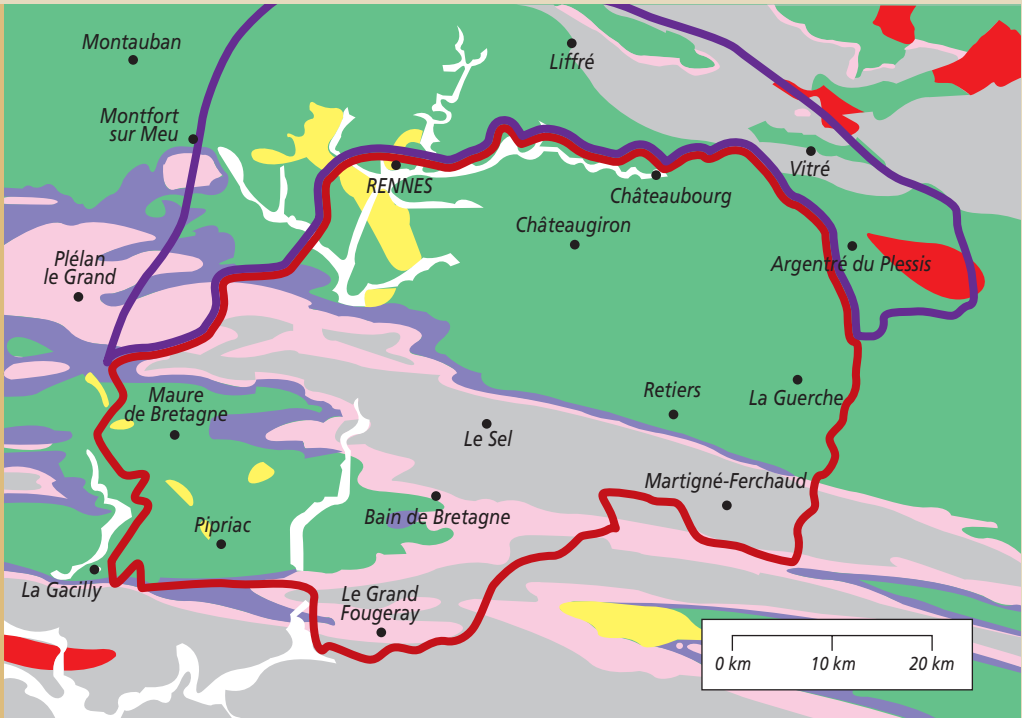 Montauban
Liffré
Montfort
sur Meu
Vitré
RENNES
Châteaubourg
Châteaugiron
Plélan
le Grand
Argentré du Plessis
Maure
de Bretagne
Retiers
La Guerche
Le Sel
Martigné-Ferchaud
Bain de Bretagne
Pipriac
La Gacilly
Le Grand
Fougeray
0 km 10 km 20 km